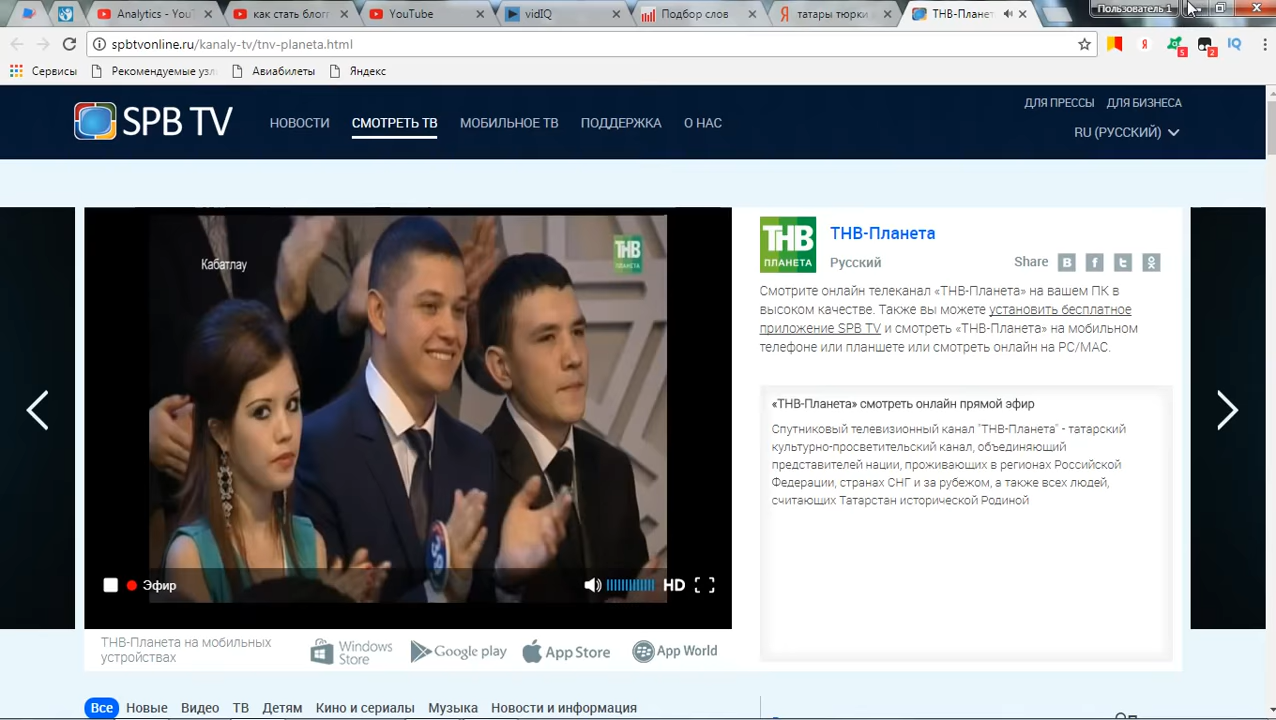 Analytics - You
как стать блогг
YouTube
vidIQ
Подбор слов
татары тюрки
ТНВ-Планет
Пользователь 1
spbtvonline.ru/kanaly-tv/tnv-planeta.html
5
2
IQ
Сервисы
Рекомендуемые узл
Авиабилеты
Яндекс
ДЛЯ ПРЕССЫ ДЛЯ БИЗНЕСА
SPB TV
НОВОСТИ
СМОТРЕТЬ ТВ
МОБИЛЬНОЕ ТВ
ПОДДЕРЖКА
О НАС
RU (РУССКИЙ)
Кабатлау
ТНВ
ПЛАНЕТА
Эфир
HD
ТНВ
ПЛАНЕТА
ТНВ-Планета
Русский
Share
Смотрите онлайн телеканал «ТНВ-Планета» на вашем ПК в
высоком качестве. Также вы можете установить бесплатное
приложение SPB TV и смотреть «ТНВ-Планета» на мобильном
телефоне или планшете или смотреть онлайн на PC/MAC.
«ТНВ-Планета» смотреть онлайн прямой эфир
Спутниковый телевизионный канал "ТНВ-Планета" - татарский
культурно-просветительский канал, объединяющий
представителей нации, проживающих в регионах Российской
Федерации, странах СНГ и за рубежом, а также всех людей,
считающих Татарстан исторической Родиной
ТНВ-Планета на мобильных
устройствах
Windows
Store
Google play
App Store
App World
Все
Новые
Видео
ТВ
Детям
Кино и сериалы
Музыка
Новости и информация